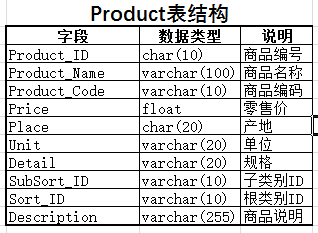 Product表结构
字段 数据类型 说明
Product_ID char(10) 商品编号
Product_Name varchar(100) 商品名称
Product_Code varchar(10) 商品编码
Price float 零售价
Place char(20) 产地
Unit varchar(20) 单位
Detail varchar(20) 规格
SubSort_ID varchar(10) 子类别ID
Sort_ID varchar(10) 根类别ID
Description varchar(255) 商品说明